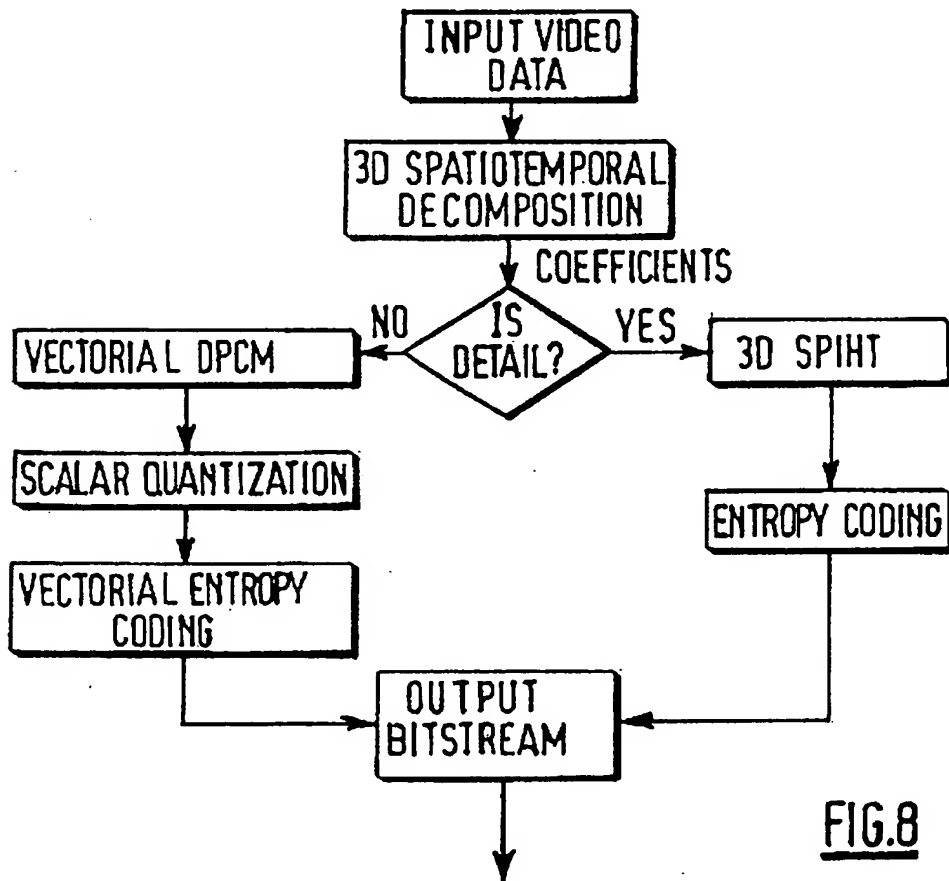 INPUT VIDEO
DATA
3D SPATIOTEMPORAL
DECOMPOSITION
COEFFICIENTS
NO
IS
DETAIL?
YES
VECTORIAL DPCM
3D SPIHT
SCALAR QUANTIZATION
ENTROPY CODING
VECTORIAL ENTROPY
CODING
OUTPUT
BITSTREAM
FIG.8